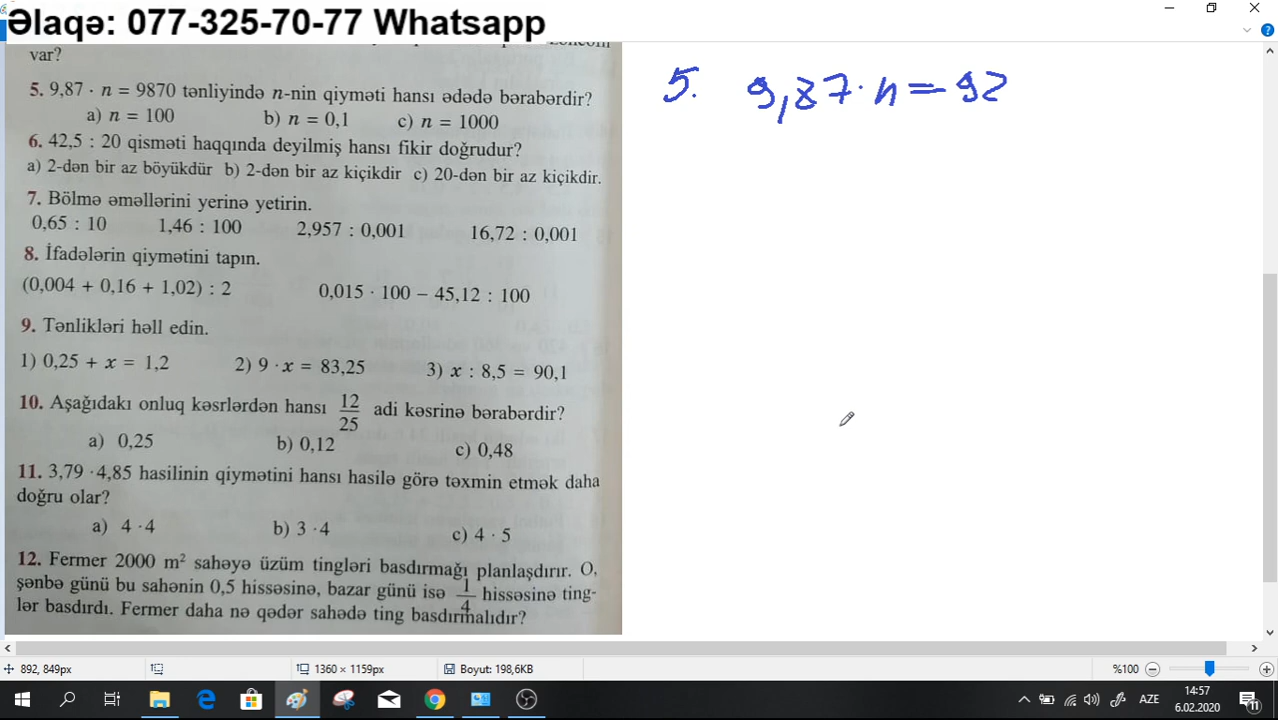 Əlaqə: 077-325-70-77 Whatsapp
var?
5. 9,87 · n = 9870 tənliyində n-nin qiyməti hansı ədədə bərabərdir?
a) n = 100 b) n = 0,1 c) n = 1000
6. 42,5 : 20 qisməti haqqında deyilmiş hansı fikir doğrudur?
a) 2-dən bir az böyükdür b) 2-dən bir az kiçikdir c) 20-dən bir az kiçikdir.
7. Bölmə əməllərini yerinə yetirin.
0,65 : 10 1,46 : 100 2,957 : 0,001 16,72 : 0,001
8. İfadələrin qiymətini tapın.
(0,004 + 0,16 + 1,02) : 2 0,015 · 100 – 45,12 : 100
9. Tənlikləri həll edin.
1) 0,25 + x = 1,2 2) 9 · x = 83,25 3) x : 8,5 = 90,1
10. Aşağıdakı onluq kəsrlərdən hansı 12/25 adi kəsrinə bərabərdir?
a) 0,25 b) 0,12 c) 0,48
11. 3,79 · 4,85 hasilinin qiymətini hansı hasilə görə təxmin etmək daha
doğru olar?
a) 4 · 4 b) 3 · 4 c) 4 · 5
12. Fermer 2000 m² sahəyə üzüm tingləri basdırmağı planlaşdırır. O,
şənbə günü bu sahənin 0,5 hissəsinə, bazar günü isə 1/4 hissəsinə ting-
lər basdırdı. Fermer daha nə qədər sahədə ting basdırmalıdır?
5. 9,87 · n = 92
892, 849px 1360 × 1159px Boyut: 198,6KB %100
AZE 14:57
6.02.2020 11